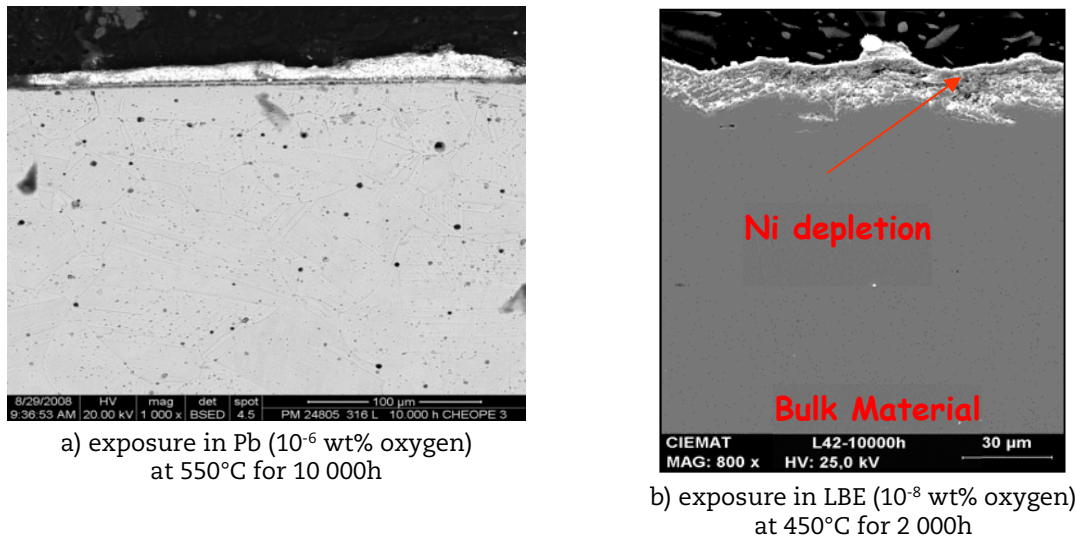 8/29/2008 HV mag det spot 100 µm
9:36:53 AM 20.00 kV 1 000 x BSED 4.5 PM 24805 316 L 10.000 h CHEOPE 3
a) exposure in Pb (10⁻⁶ wt% oxygen)
at 550°C for 10 000h
Ni depletion
Bulk Material
CIEMAT L42-10000h 30 µm
MAG: 800 x HV: 25,0 kV
b) exposure in LBE (10⁻⁸ wt% oxygen)
at 450°C for 2 000h